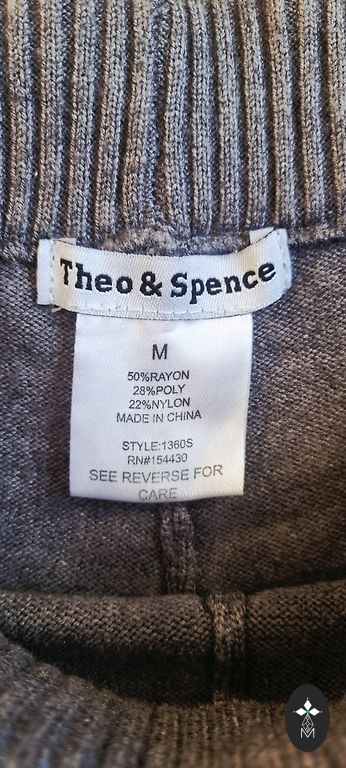 Theo & Spence
M
50%RAYON
28%POLY
22%NYLON
MADE IN CHINA
STYLE:1360S
RN#154430
SEE REVERSE FOR
CARE
M